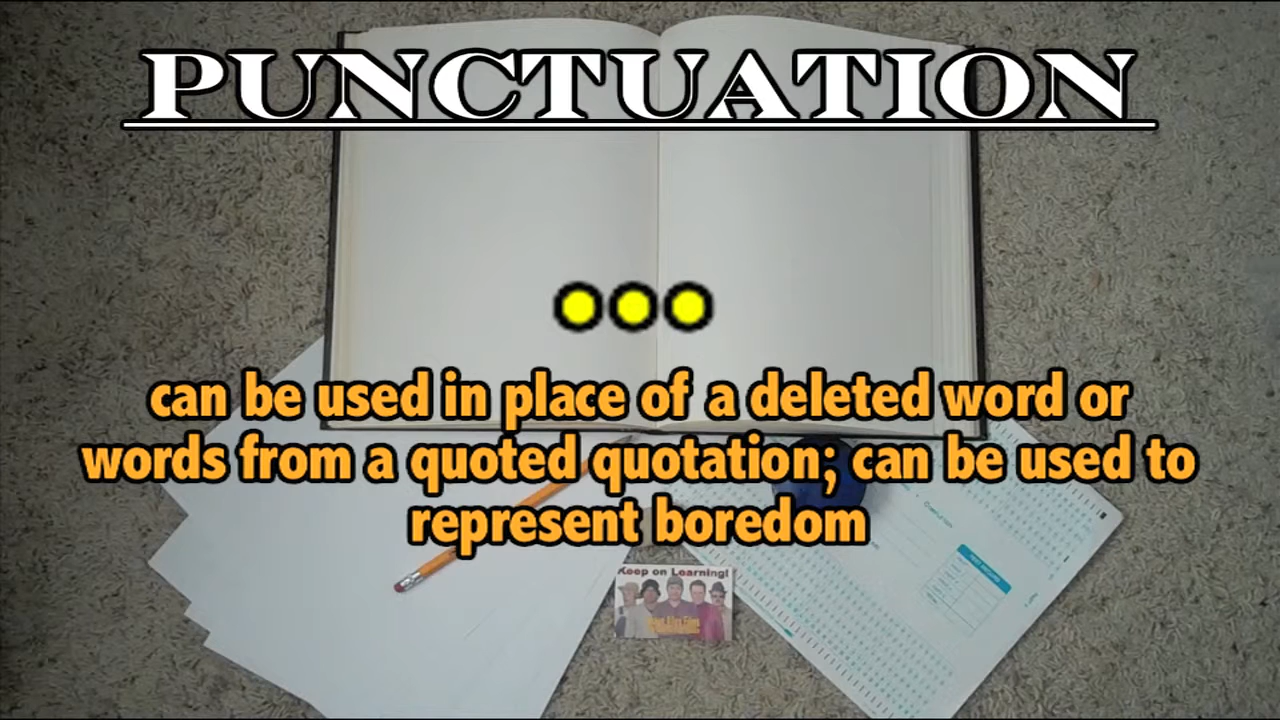 PUNCTUATION
...
can be used in place of a deleted word or
words from a quoted quotation; can be used to
represent boredom
Keep on Learning!